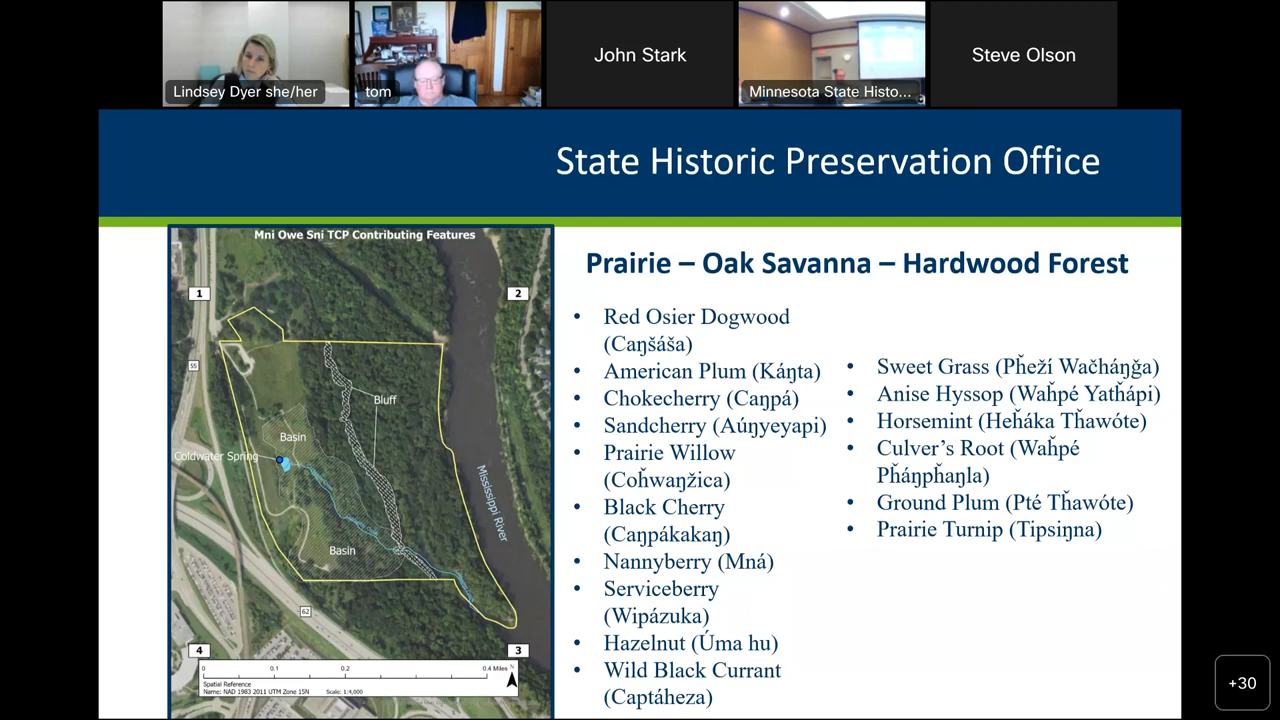 Lindsey Dyer she/her
tom
John Stark
Minnesota State Histo...
Steve Olson
State Historic Preservation Office
Mni Owe Sni TCP Contributing Features
1
2
55
Bluff
Basin
Coldwater Spring
Mississippi River
Basin
62
4
3
0
0.1
0.2
0.4 Miles
N
Spatial Reference
Name: NAD 1983 2011 UTM Zone 15N
Scale: 1:4,000
Prairie – Oak Savanna – Hardwood Forest
• Red Osier Dogwood
(Caŋšáša)
• American Plum (Káŋta)
• Chokecherry (Caŋpá)
• Sandcherry (Aúŋyeyapi)
• Prairie Willow
(Coȟwaŋžica)
• Black Cherry
(Caŋpákakaŋ)
• Nannyberry (Mná)
• Serviceberry
(Wipázuka)
• Hazelnut (Úma hu)
• Wild Black Currant
(Captáheza)
• Sweet Grass (Pȟeží Wačháŋǧa)
• Anise Hyssop (Waȟpé Yatȟápi)
• Horsemint (Heȟáka Tȟawóte)
• Culver’s Root (Waȟpé
Pȟáŋpȟaŋla)
• Ground Plum (Pté Tȟawóte)
• Prairie Turnip (Tipsiŋna)
+30